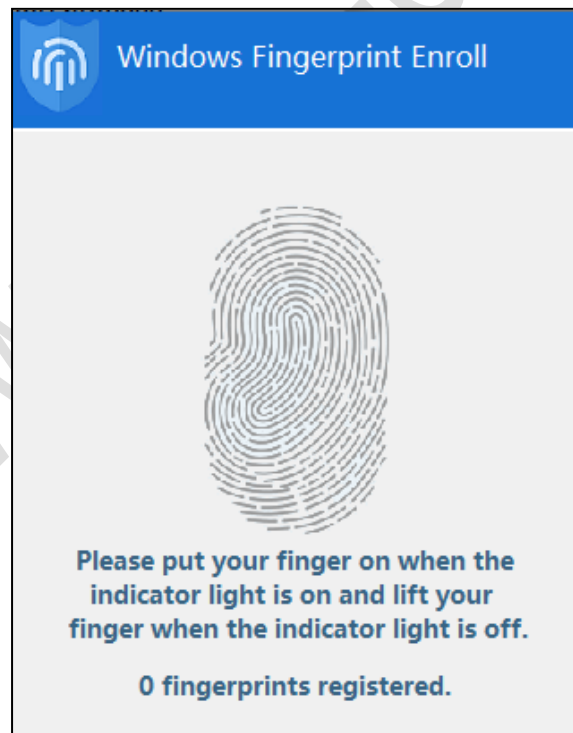 Windows Fingerprint Enroll
Please put your finger on when the
indicator light is on and lift your
finger when the indicator light is off.
0 fingerprints registered.